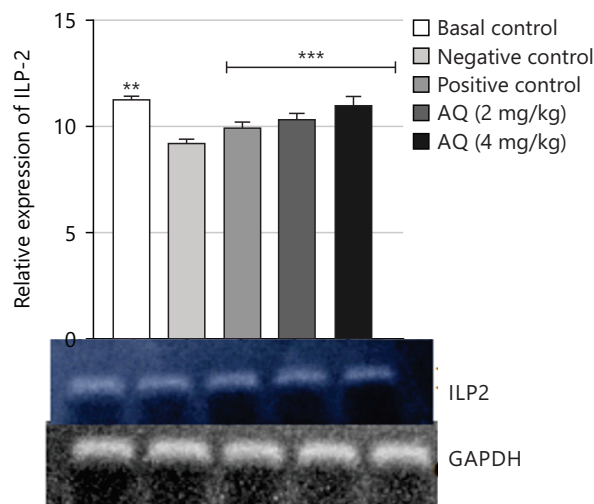 Relative expression of ILP-2
15
10
5
0
**
***
Basal control
Negative control
Positive control
AQ (2 mg/kg)
AQ (4 mg/kg)
ILP2
GAPDH